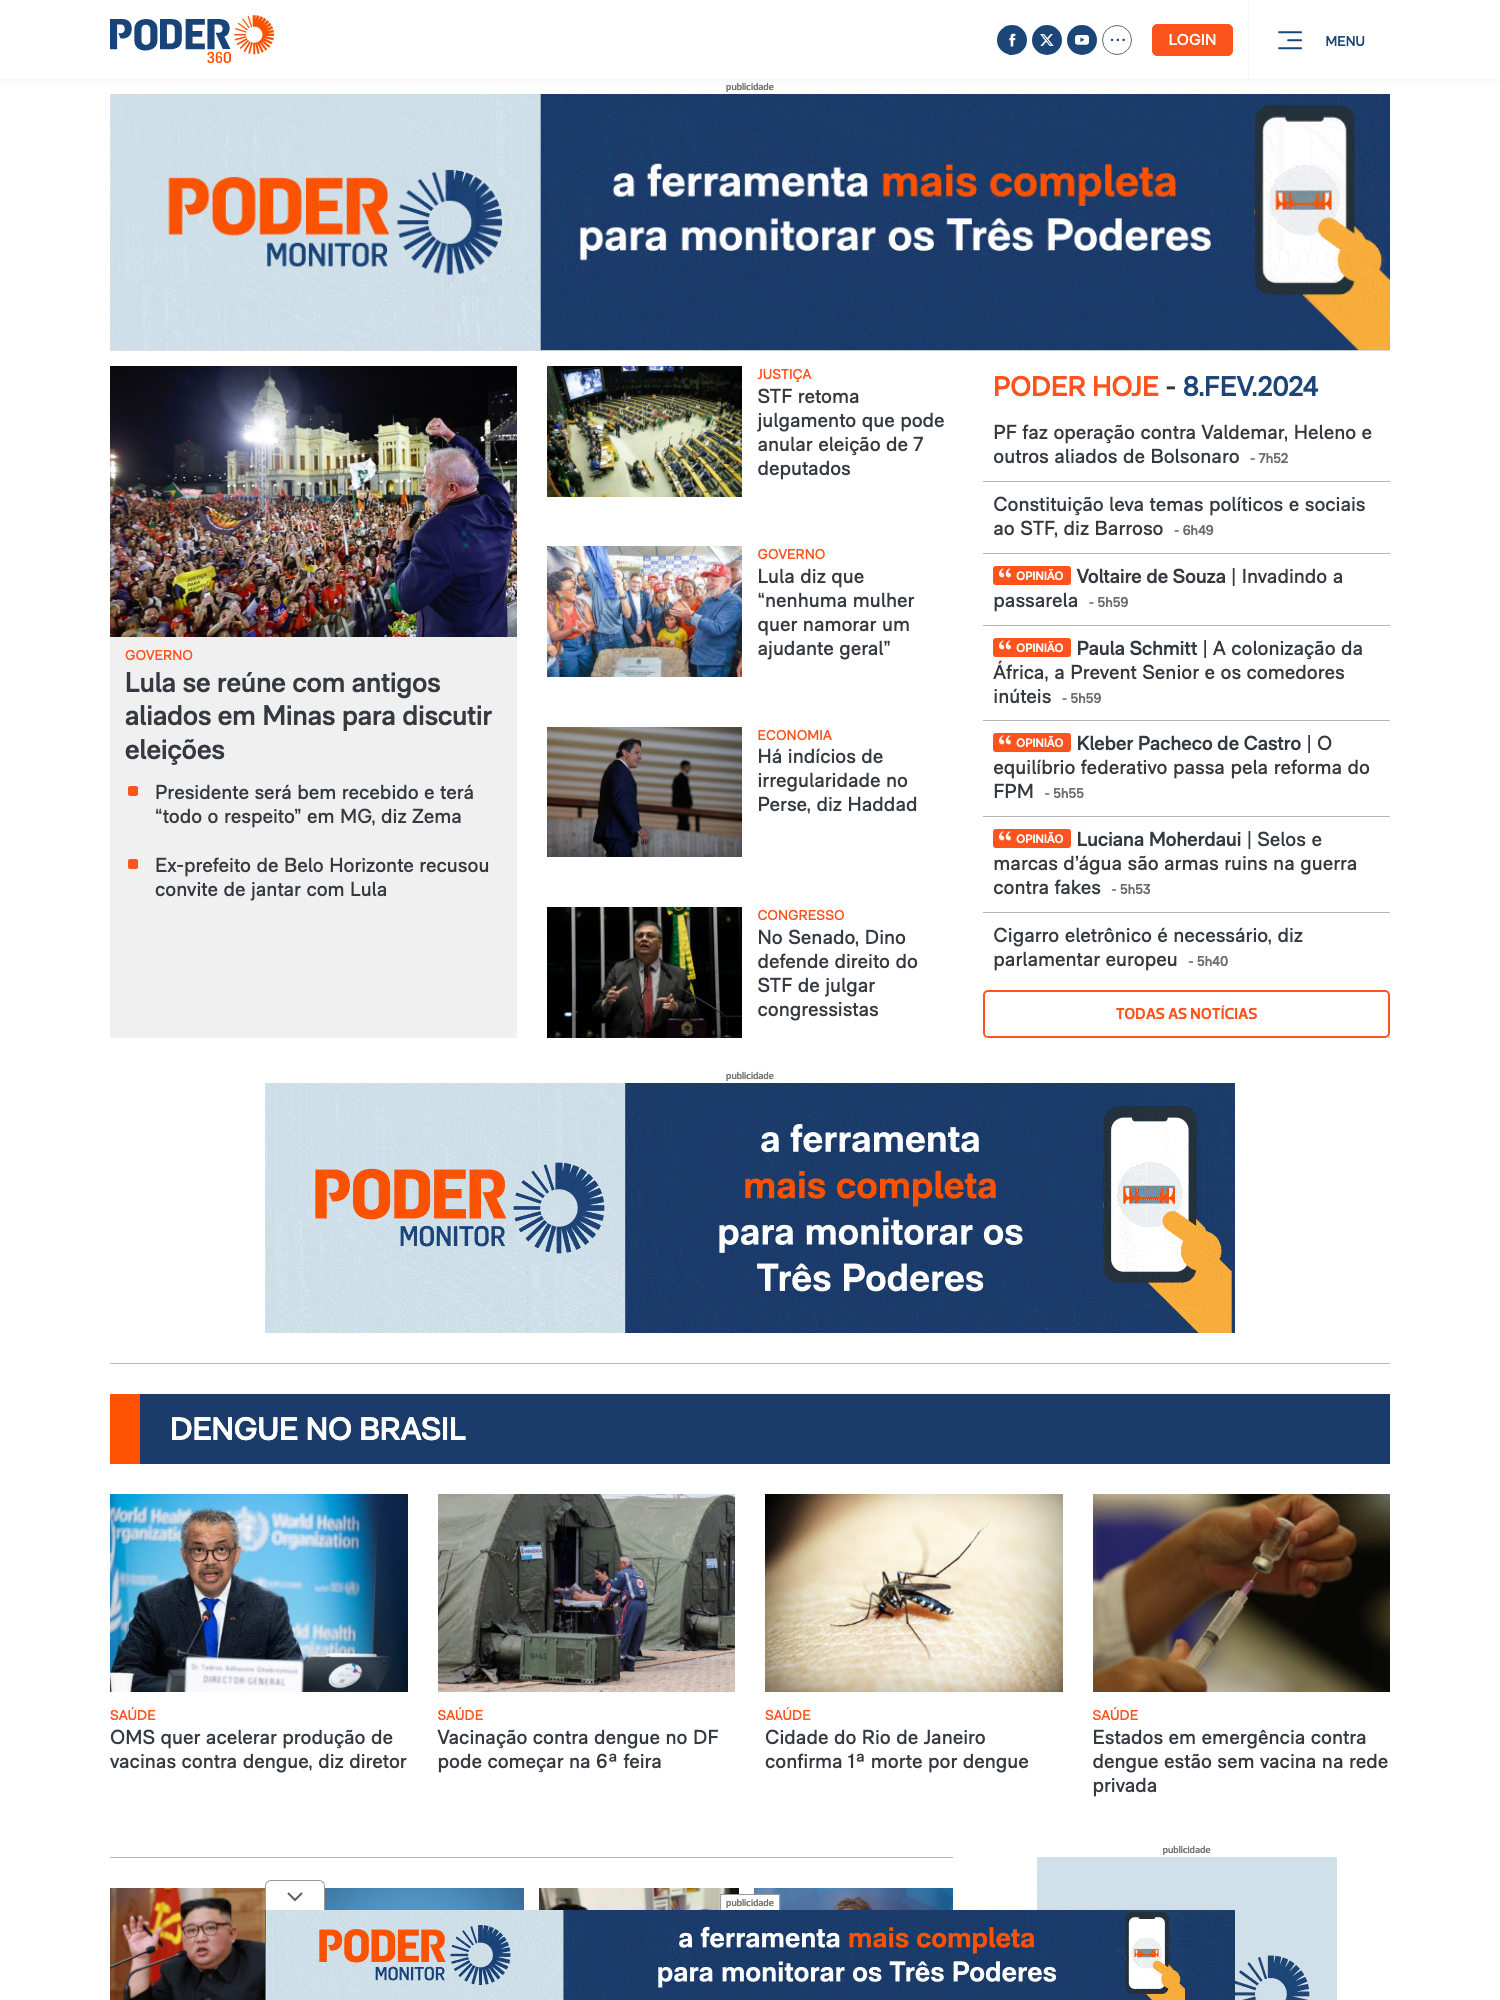 PODER
360
LOGIN
MENU
publicidade
PODER
MONITOR
a ferramenta mais completa
para monitorar os Três Poderes
GOVERNO
Lula se reúne com antigos
aliados em Minas para discutir
eleições
Presidente será bem recebido e terá
“todo o respeito” em MG, diz Zema
Ex-prefeito de Belo Horizonte recusou
convite de jantar com Lula
JUSTIÇA
STF retoma
julgamento que pode
anular eleição de 7
deputados
GOVERNO
Lula diz que
“nenhuma mulher
quer namorar um
ajudante geral”
ECONOMIA
Há indícios de
irregularidade no
Perse, diz Haddad
CONGRESSO
No Senado, Dino
defende direito do
STF de julgar
congressistas
PODER HOJE - 8.FEV.2024
PF faz operação contra Valdemar, Heleno e
outros aliados de Bolsonaro - 7h52
Constituição leva temas políticos e sociais
ao STF, diz Barroso - 6h49
“ OPINIÃO Voltaire de Souza | Invadindo a
passarela - 5h59
“ OPINIÃO Paula Schmitt | A colonização da
África, a Prevent Senior e os comedores
inúteis - 5h59
“ OPINIÃO Kleber Pacheco de Castro | O
equilíbrio federativo passa pela reforma do
FPM - 5h55
“ OPINIÃO Luciana Moherdaui | Selos e
marcas d’água são armas ruins na guerra
contra fakes - 5h53
Cigarro eletrônico é necessário, diz
parlamentar europeu - 5h40
TODAS AS NOTÍCIAS
publicidade
PODER
MONITOR
a ferramenta
mais completa
para monitorar os
Três Poderes
DENGUE NO BRASIL
World Health
Organization
DIRECTOR-GENERAL
SAÚDE
OMS quer acelerar produção de
vacinas contra dengue, diz diretor
SAÚDE
Vacinação contra dengue no DF
pode começar na 6ª feira
SAÚDE
Cidade do Rio de Janeiro
confirma 1ª morte por dengue
SAÚDE
Estados em emergência contra
dengue estão sem vacina na rede
privada
publicidade
publicidade
PODER
MONITOR
a ferramenta mais completa
para monitorar os Três Poderes